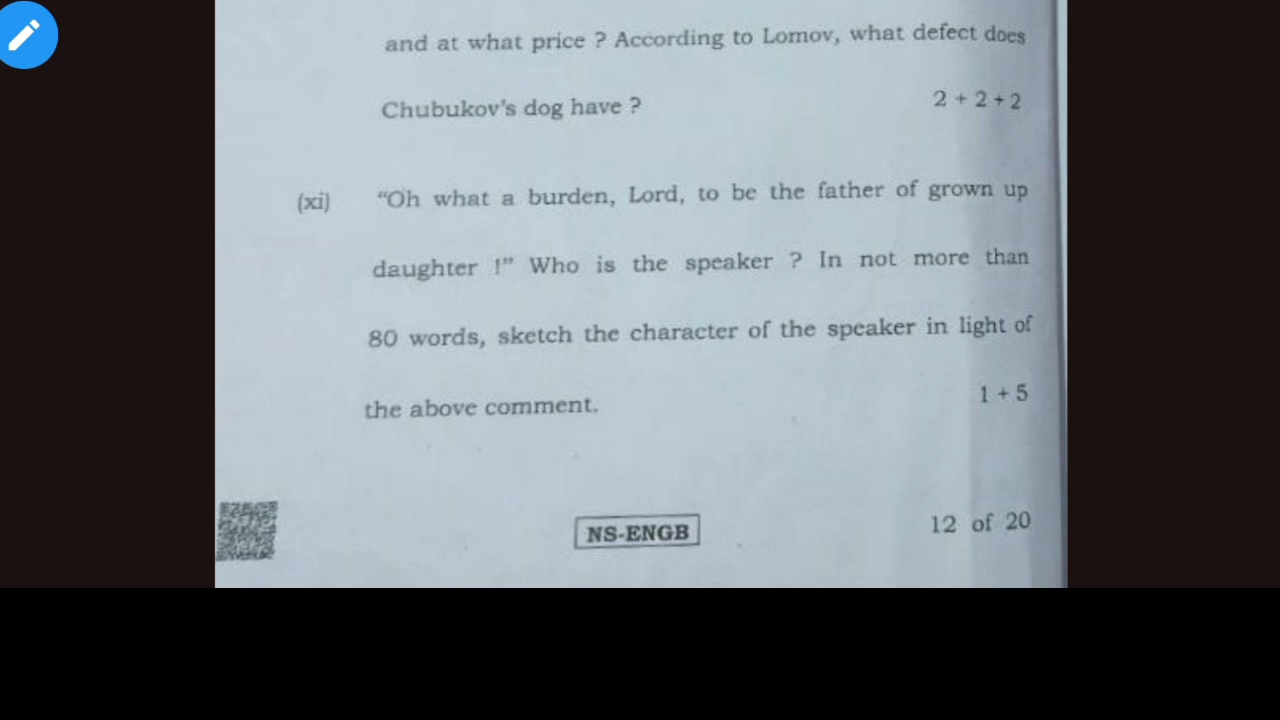 and at what price ? According to Lomov, what defect does
Chubukov's dog have ?
2 + 2 + 2
(xi) "Oh what a burden, Lord, to be the father of grown up
daughter !" Who is the speaker ? In not more than
80 words, sketch the character of the speaker in light of
the above comment.
1 + 5
NS-ENGB
12 of 20